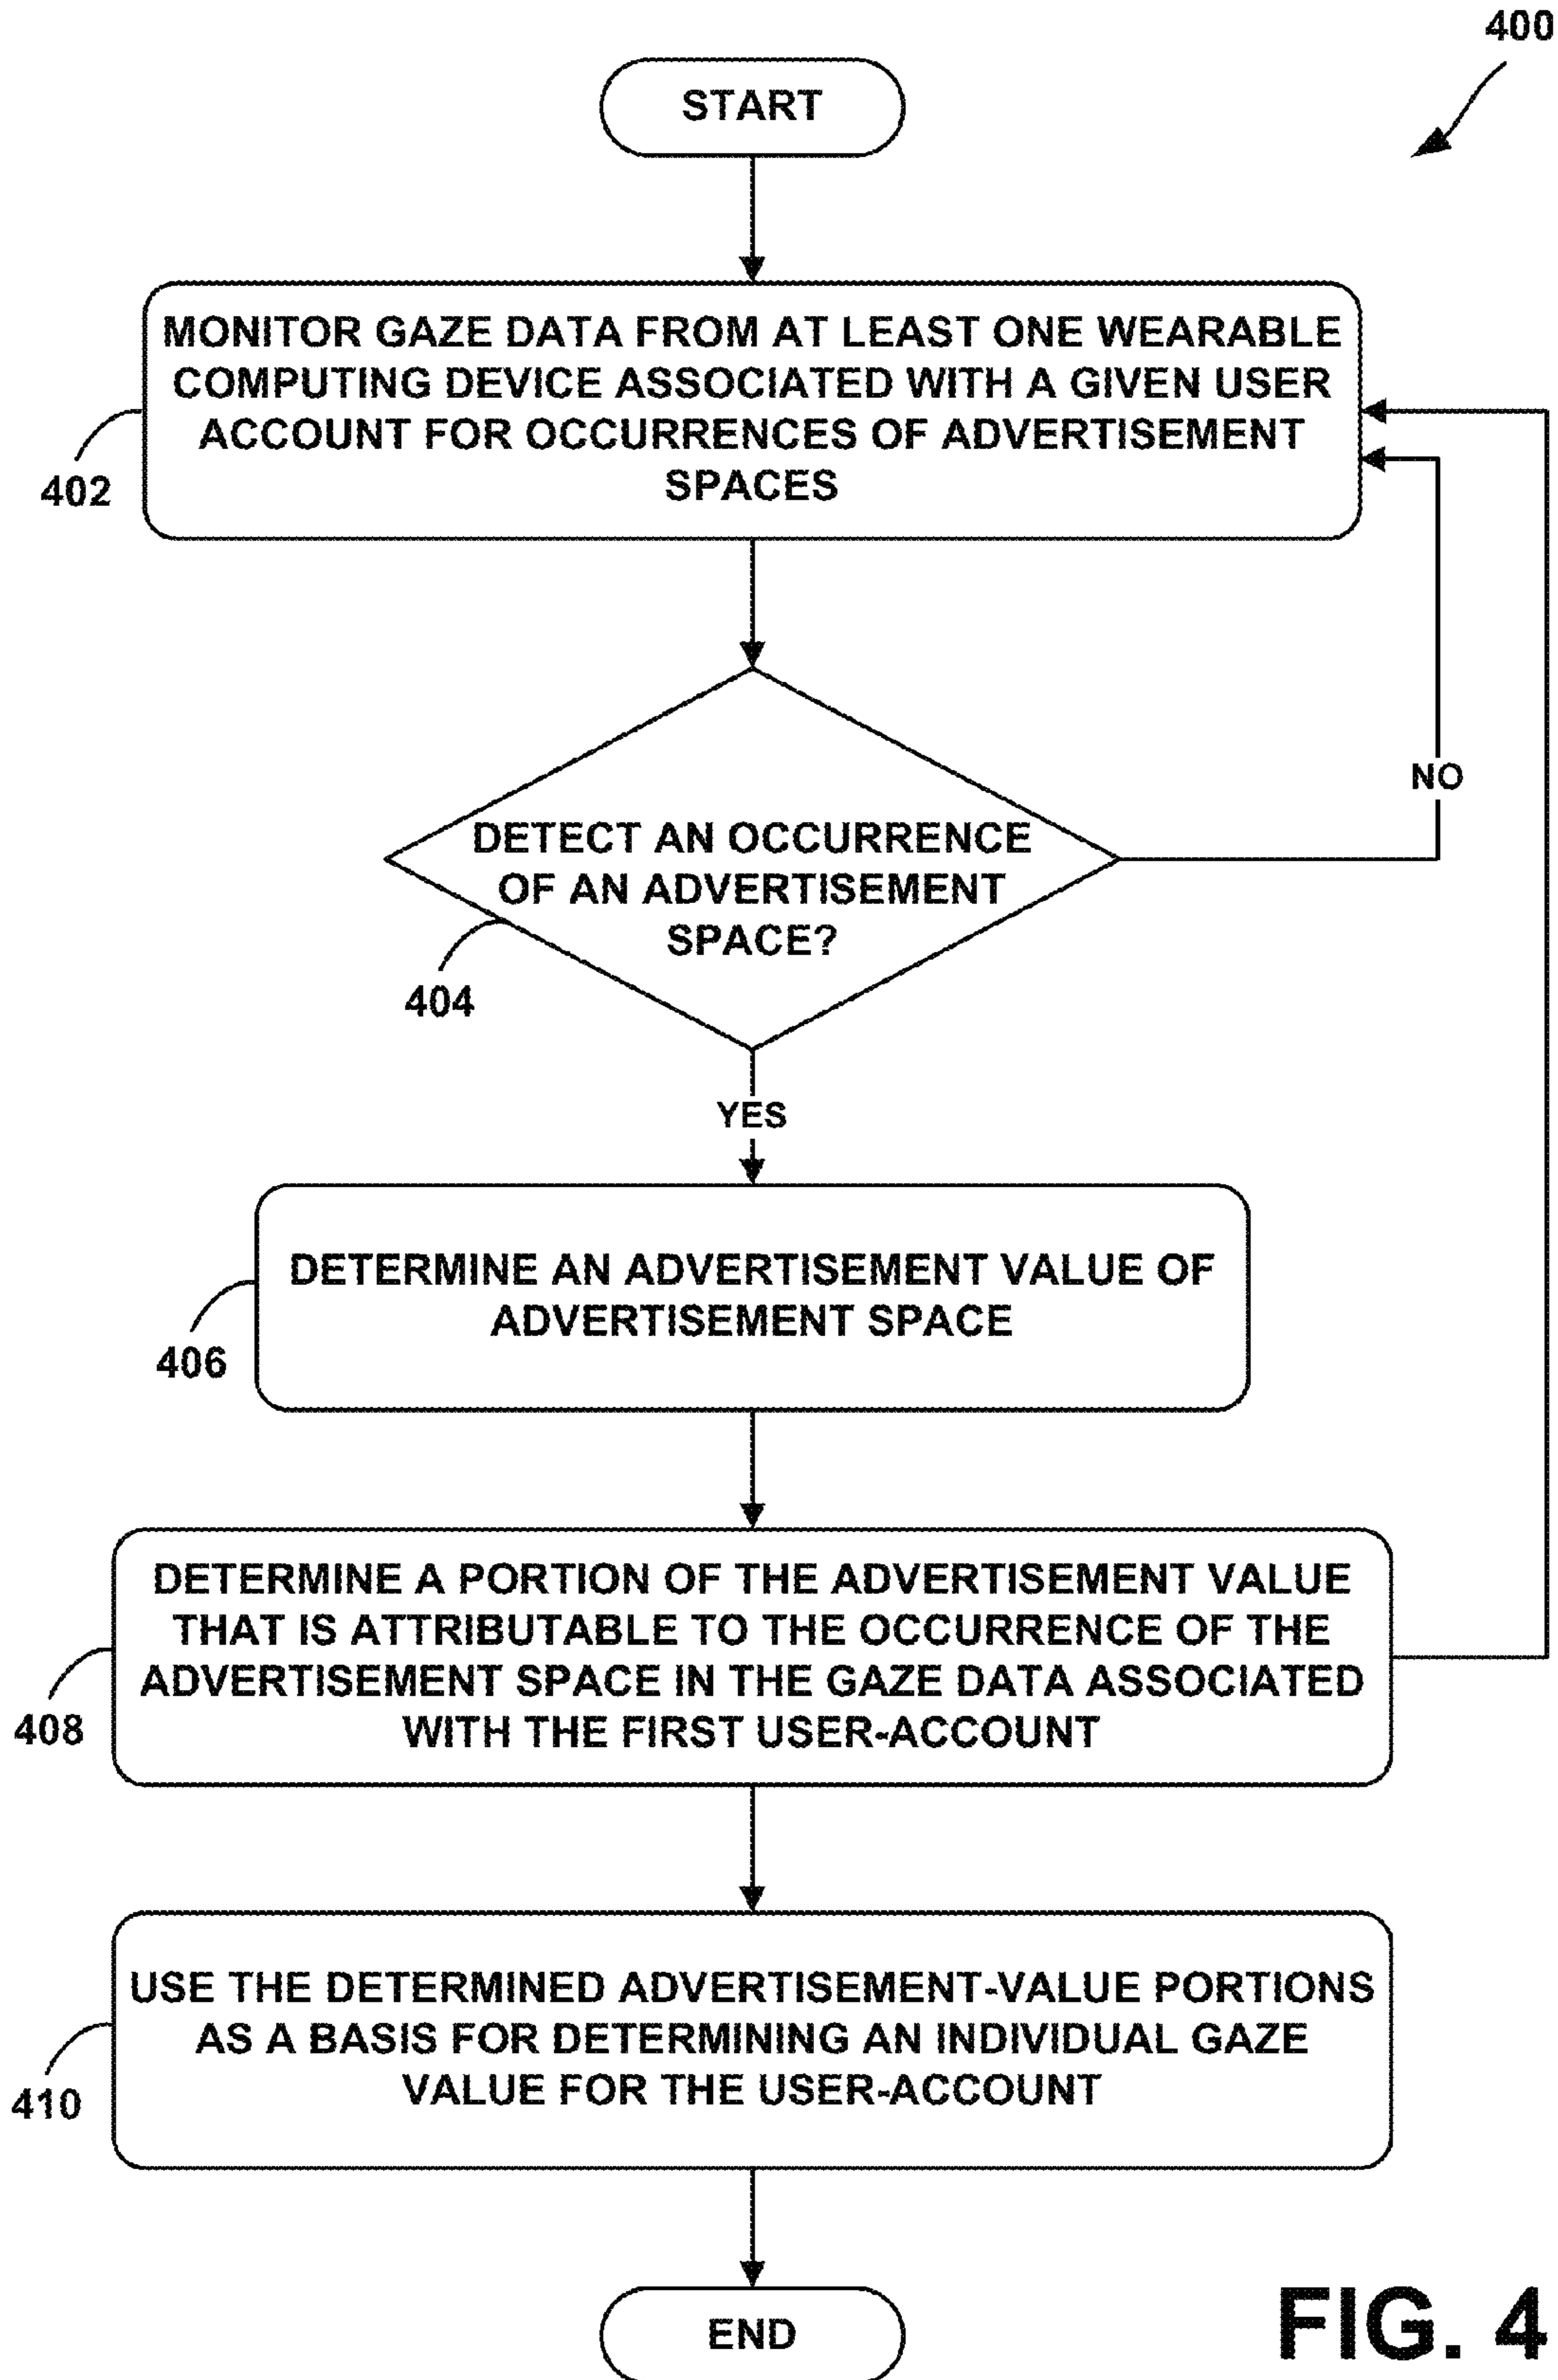 400
START
MONITOR GAZE DATA FROM AT LEAST ONE WEARABLE
COMPUTING DEVICE ASSOCIATED WITH A GIVEN USER
ACCOUNT FOR OCCURRENCES OF ADVERTISEMENT
SPACES
402
NO
DETECT AN OCCURRENCE
OF AN ADVERTISEMENT
SPACE?
404
YES
DETERMINE AN ADVERTISEMENT VALUE OF
ADVERTISEMENT SPACE
406
DETERMINE A PORTION OF THE ADVERTISEMENT VALUE
THAT IS ATTRIBUTABLE TO THE OCCURRENCE OF THE
ADVERTISEMENT SPACE IN THE GAZE DATA ASSOCIATED
WITH THE FIRST USER-ACCOUNT
408
USE THE DETERMINED ADVERTISEMENT-VALUE PORTIONS
AS A BASIS FOR DETERMINING AN INDIVIDUAL GAZE
VALUE FOR THE USER-ACCOUNT
410
END
FIG. 4